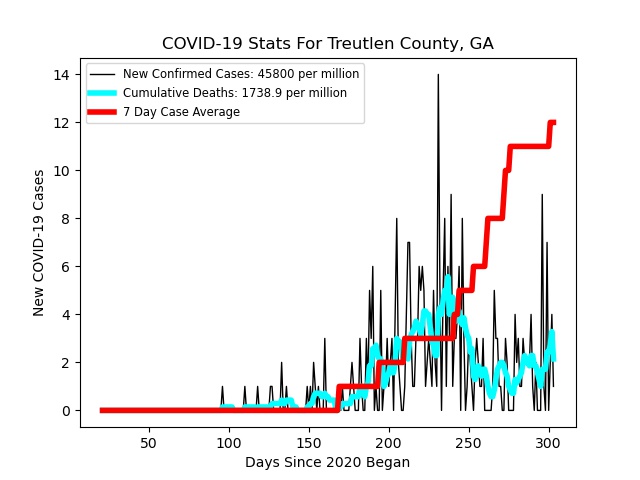 COVID-19 Stats For Treutlen County, GA
New Confirmed Cases: 45800 per million
Cumulative Deaths: 1738.9 per million
7 Day Case Average
14
12
10
8
6
4
2
0
New COVID-19 Cases
50 100 150 200 250 300
Days Since 2020 Began